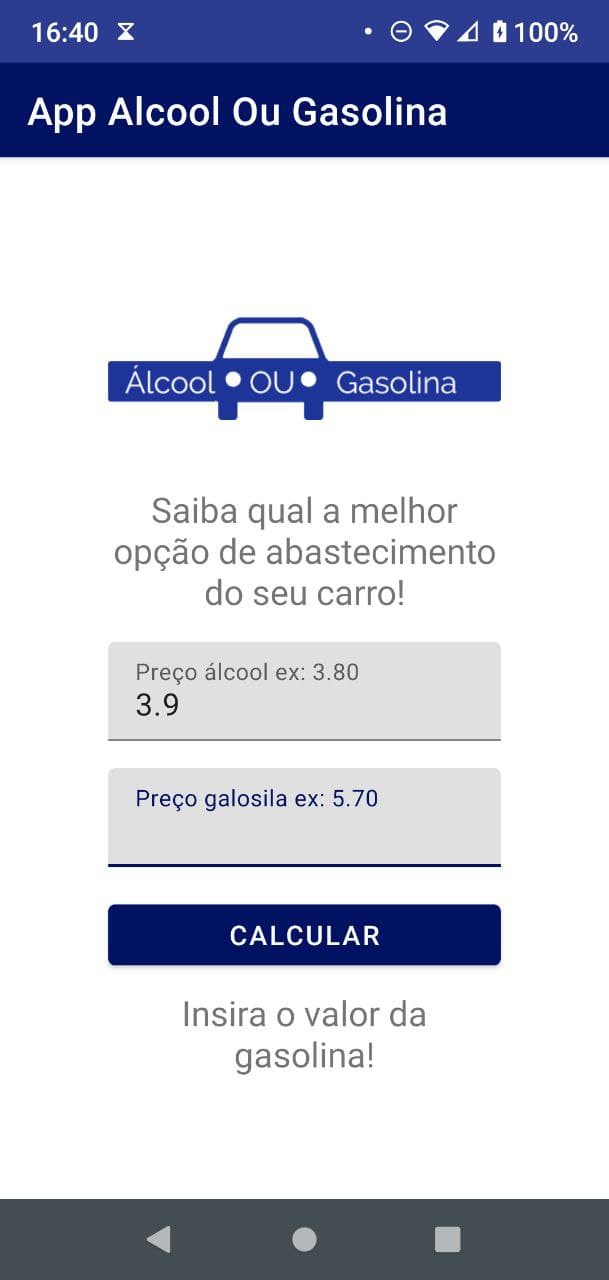 16:40
100%
App Alcool Ou Gasolina
Álcool OU Gasolina
Saiba qual a melhor
opção de abastecimento
do seu carro!
Preço álcool ex: 3.80
3.9
Preço galosila ex: 5.70
CALCULAR
Insira o valor da
gasolina!